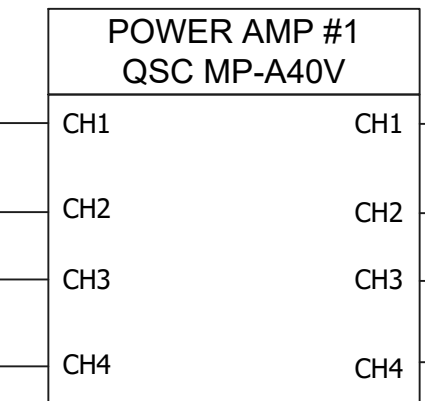 POWER AMP #1
QSC MP-A40V
CH1 CH1
CH2 CH2
CH3 CH3
CH4 CH4